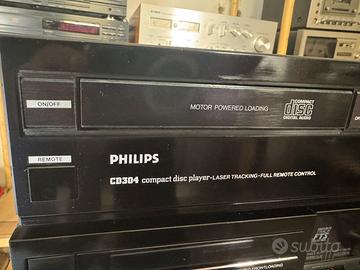 ON/OFF
MOTOR POWERED LOADING
COMPACT
disc
DIGITAL AUDIO
OP
REMOTE
PHILIPS
CD304 compact disc player-LASER TRACKING-FULL REMOTE CONTROL
subito